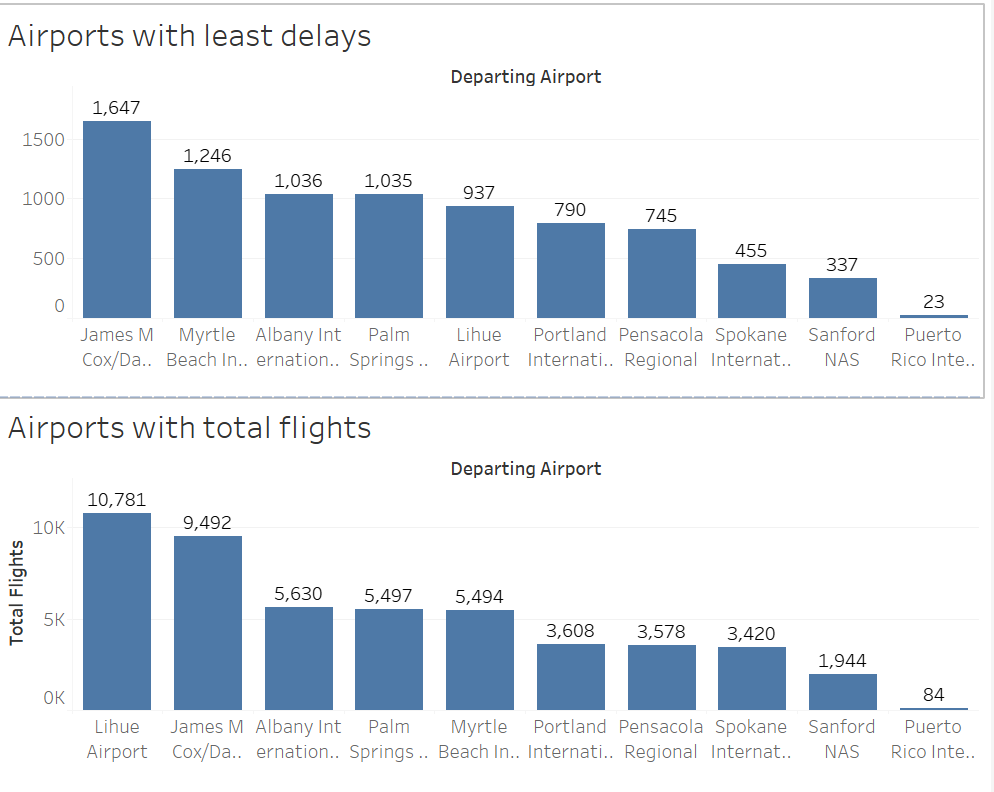 Airports with least delays
Departing Airport
1,647
1,246
1,036
1,035
937
790
745
455
337
23
1500
1000
500
0
James M Cox/Da..
Myrtle Beach In..
Albany Int ernation..
Palm Springs ..
Lihue Airport
Portland Internati..
Pensacola Regional
Spokane Internat..
Sanford NAS
Puerto Rico Inte..
Airports with total flights
Departing Airport
10,781
9,492
5,630
5,497
5,494
3,608
3,578
3,420
1,944
84
Total Flights
10K
5K
0K
Lihue Airport
James M Cox/Da..
Albany Int ernation..
Palm Springs ..
Myrtle Beach In..
Portland Internati..
Pensacola Regional
Spokane Internat..
Sanford NAS
Puerto Rico Inte..